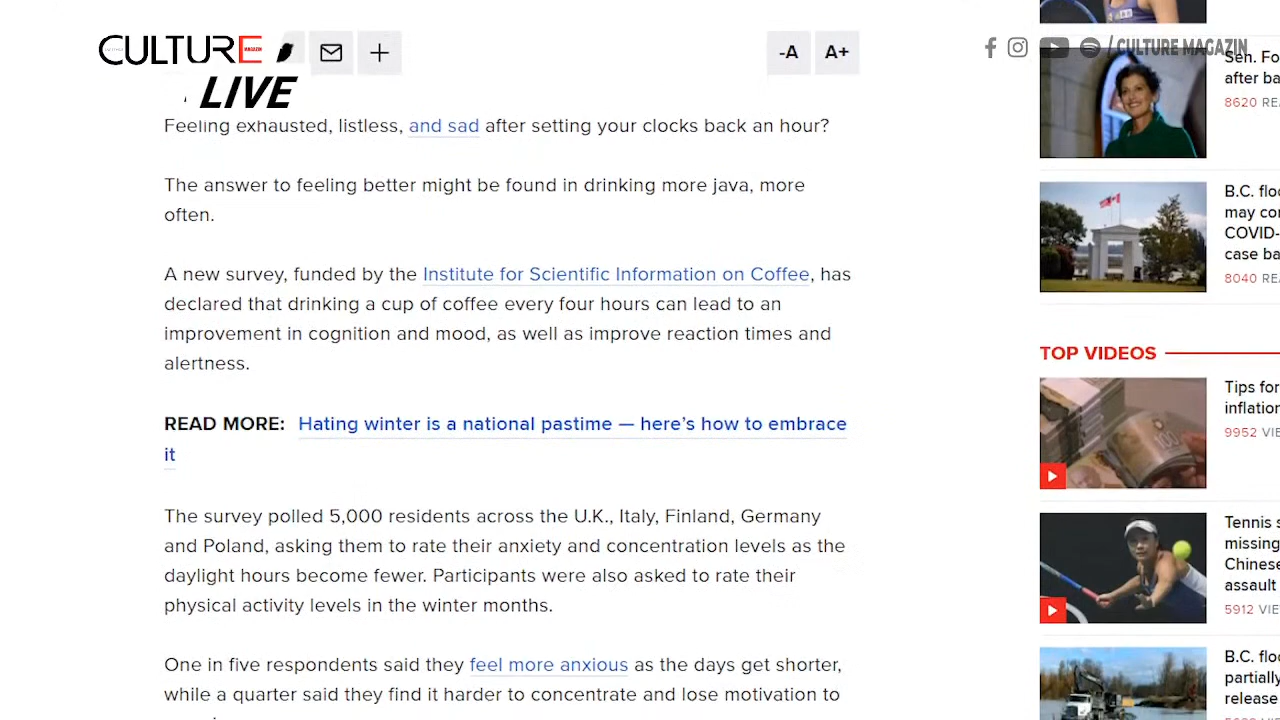 CULTURE
MAGAZIN
LIVE
-A
A+
/ CULTURE MAGAZIN
Feeling exhausted, listless, and sad after setting your clocks back an hour?
The answer to feeling better might be found in drinking more java, more
often.
A new survey, funded by the Institute for Scientific Information on Coffee, has
declared that drinking a cup of coffee every four hours can lead to an
improvement in cognition and mood, as well as improve reaction times and
alertness.
READ MORE: Hating winter is a national pastime — here’s how to embrace
it
The survey polled 5,000 residents across the U.K., Italy, Finland, Germany
and Poland, asking them to rate their anxiety and concentration levels as the
daylight hours become fewer. Participants were also asked to rate their
physical activity levels in the winter months.
One in five respondents said they feel more anxious as the days get shorter,
while a quarter said they find it harder to concentrate and lose motivation to
Sen. Fo
after ba
8620 REA
B.C. floo
may con
COVID-
case ba
8040 REA
TOP VIDEOS
Tips for
inflation
9952 VIE
Tennis s
missing
Chinese
assault
5912 VIE
B.C. floo
partially
release